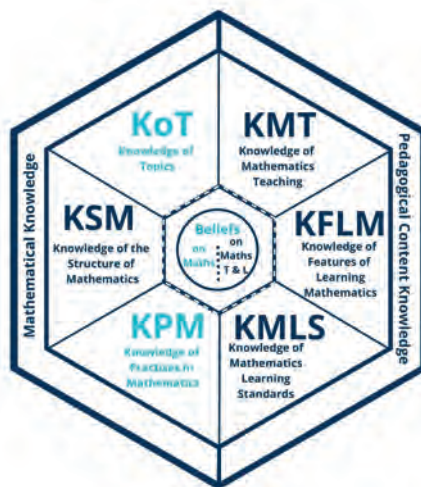 KoT
Knowledge of
Topics
KMT
Knowledge of
Mathematics
Teaching
Mathematical Knowledge
Pedagogical Content Knowledge
KSM
Knowledge of the
Structure of
Mathematics
Beliefs
on
Maths
on
Maths
T & L
KFLM
Knowledge of
Features of
Learning
Mathematics
KPM
Knowledge of
Practices in
Mathematics
KMLS
Knowledge of
Mathematics
Learning
Standards